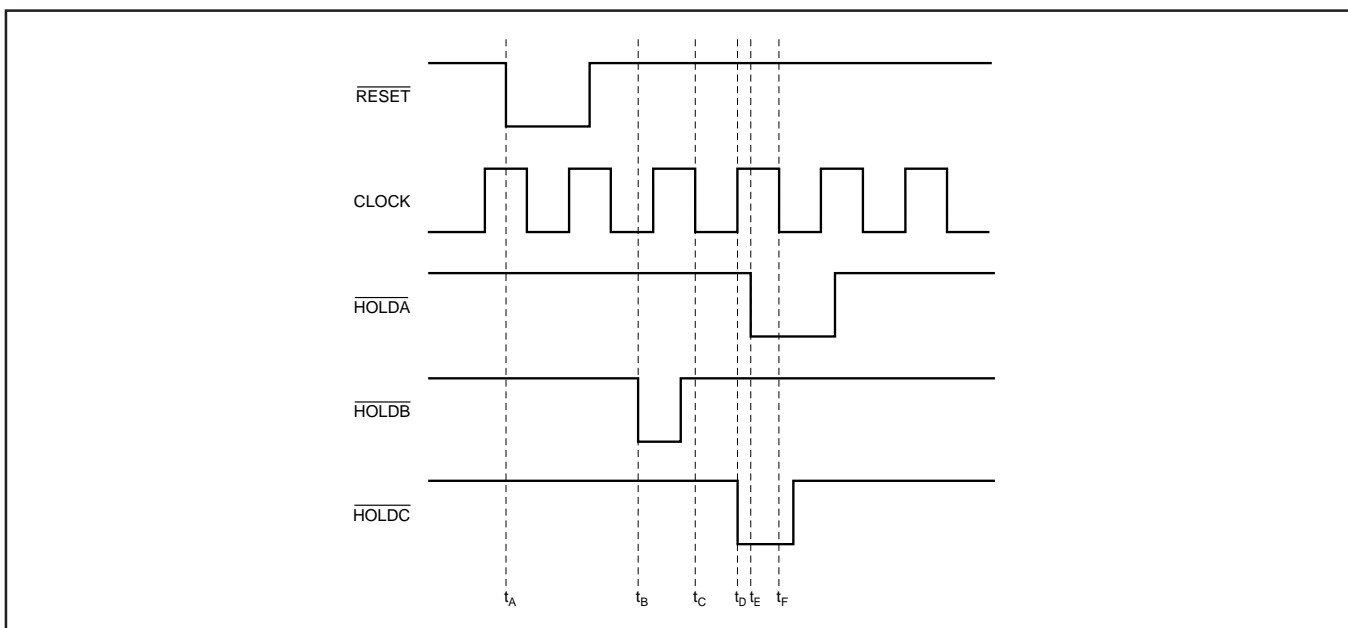 RESET
CLOCK
HOLDA
HOLDB
HOLDC
tA tB tC tD tE tF